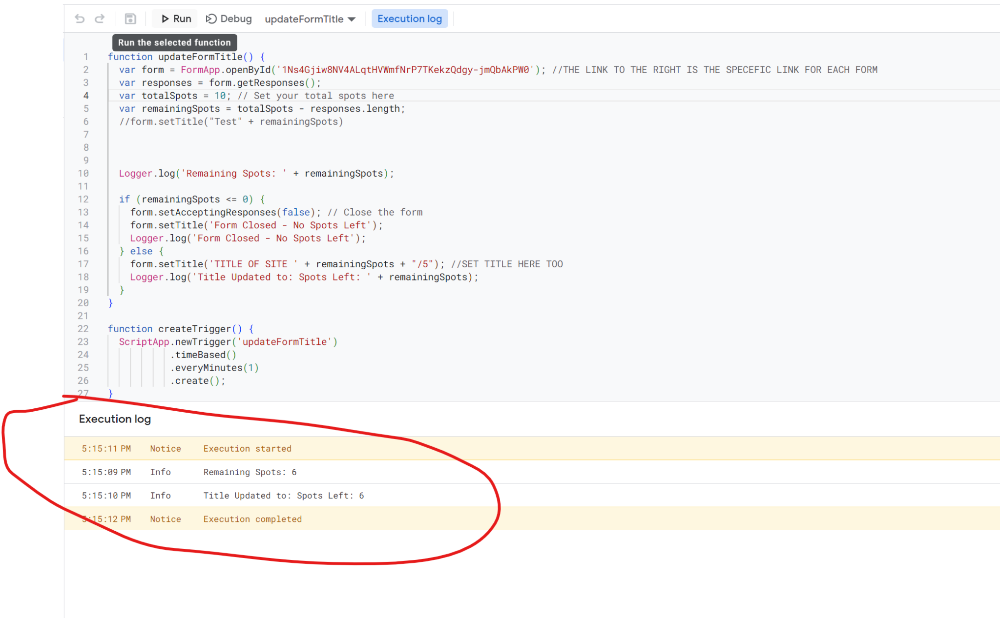 Run Debug updateFormTitle Execution log
Run the selected function
1 function updateFormTitle() {
2 var form = FormApp.openById('1Ns4Gjiw8NV4ALqtHVWmfNrP7TKekzQdgy-jmQbAkPW0'); //THE LINK TO THE RIGHT IS THE SPECEFIC LINK FOR EACH FORM
3 var responses = form.getResponses();
4 var totalSpots = 10; // Set your total spots here
5 var remainingSpots = totalSpots - responses.length;
6 //form.setTitle("Test" + remainingSpots)
7
8
9
10 Logger.log('Remaining Spots: ' + remainingSpots);
11
12 if (remainingSpots <= 0) {
13 form.setAcceptingResponses(false); // Close the form
14 form.setTitle('Form Closed - No Spots Left');
15 Logger.log('Form Closed - No Spots Left');
16 } else {
17 form.setTitle('TITLE OF SITE ' + remainingSpots + "/5"); //SET TITLE HERE TOO
18 Logger.log('Title Updated to: Spots Left: ' + remainingSpots);
19 }
20 }
21
22 function createTrigger() {
23 ScriptApp.newTrigger('updateFormTitle')
24 .timeBased()
25 .everyMinutes(1)
26 .create();
27 }
Execution log
5:15:11 PM Notice Execution started
5:15:09 PM Info Remaining Spots: 6
5:15:10 PM Info Title Updated to: Spots Left: 6
5:15:12 PM Notice Execution completed